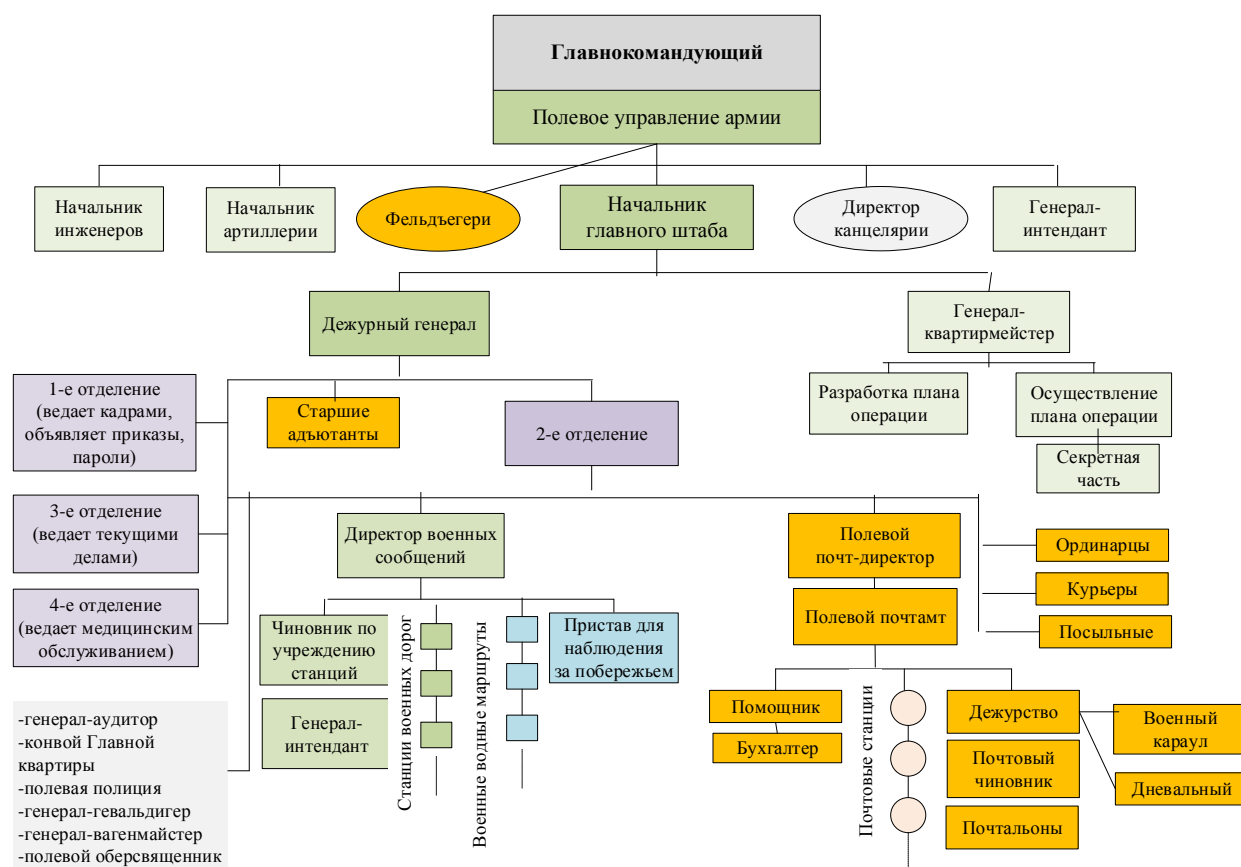 Главнокомандующий
Полевое управление армии
Начальник
инженеров
Начальник
артиллерии
Фельдъегери
Начальник
главного штаба
Директор
канцелярии
Генерал-
интендант
Дежурный генерал
Генерал-
квартирмейстер
1-е отделение
(ведает кадрами,
объявляет приказы,
пароли)
Старшие
адъютанты
2-е отделение
Разработка плана
операции
Осуществление
плана операции
Секретная
часть
3-е отделение
(ведает текущими
делами)
Директор военных
сообщений
Полевой
почт-директор
Ординарцы
Курьеры
Посыльные
4-е отделение
(ведает медицинским
обслуживанием)
Полевой почтамт
Чиновник по
учреждению
станций
Генерал-
интендант
Станции военных дорог
Военные водные маршруты
Пристав для
наблюдения
за побережьем
Помощник
Бухгалтер
Почтовые станции
Дежурство
Почтовый
чиновник
Почтальоны
Военный
караул
Дневальный
-генерал-аудитор
-конвой Главной
квартиры
-полевая полиция
-генерал-гевальдигер
-генерал-вагенмайстер
-полевой оберсвященник